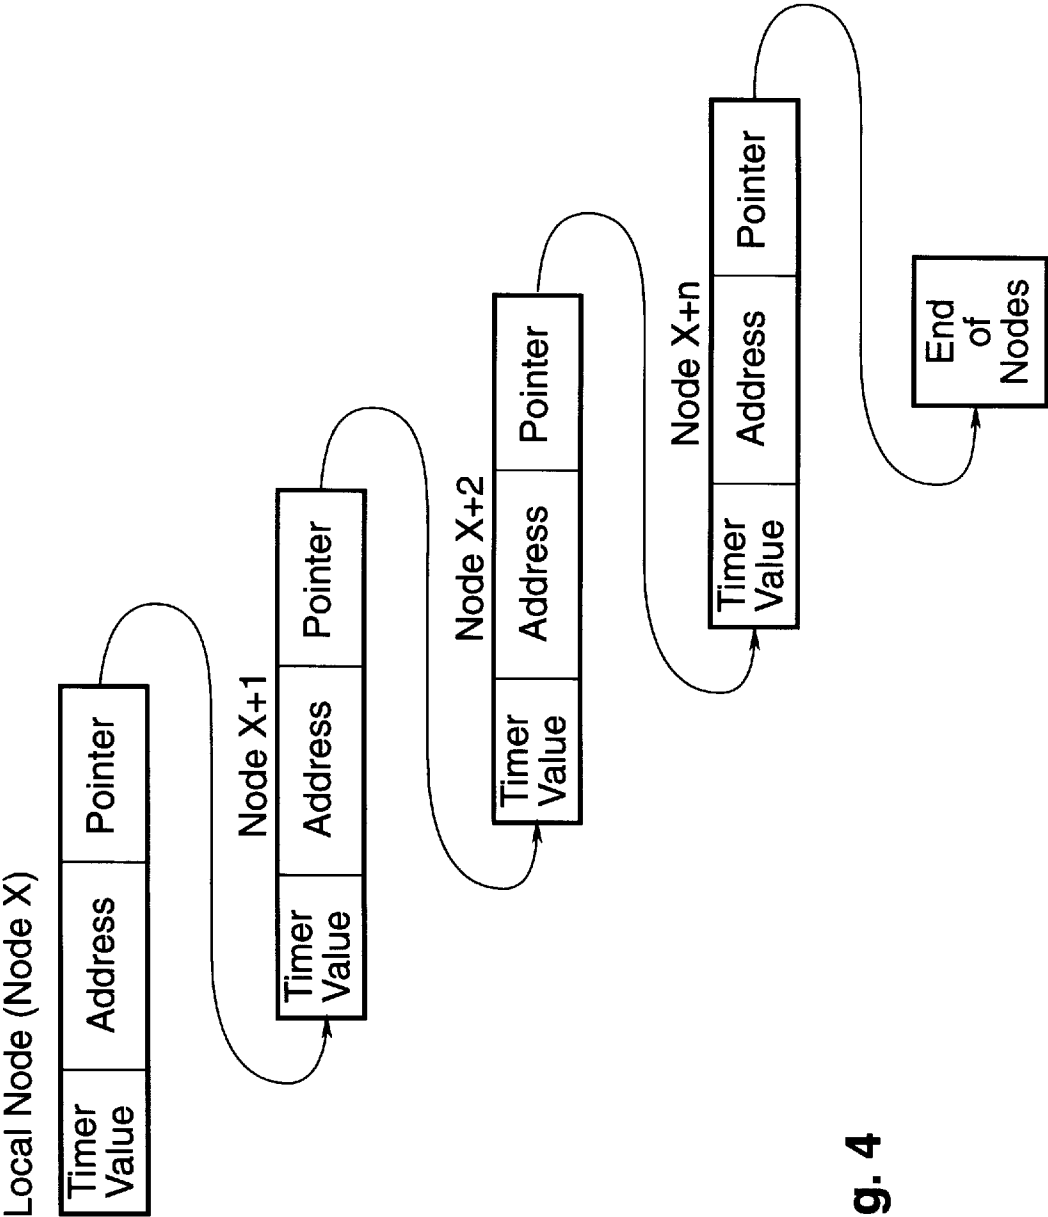 Local Node (Node X)
Timer
Value
Address
Pointer
Node X+1
Timer
Value
Address
Pointer
Node X+2
Timer
Value
Address
Pointer
Node X+n
Timer
Value
Address
Pointer
End
of
Nodes
g. 4